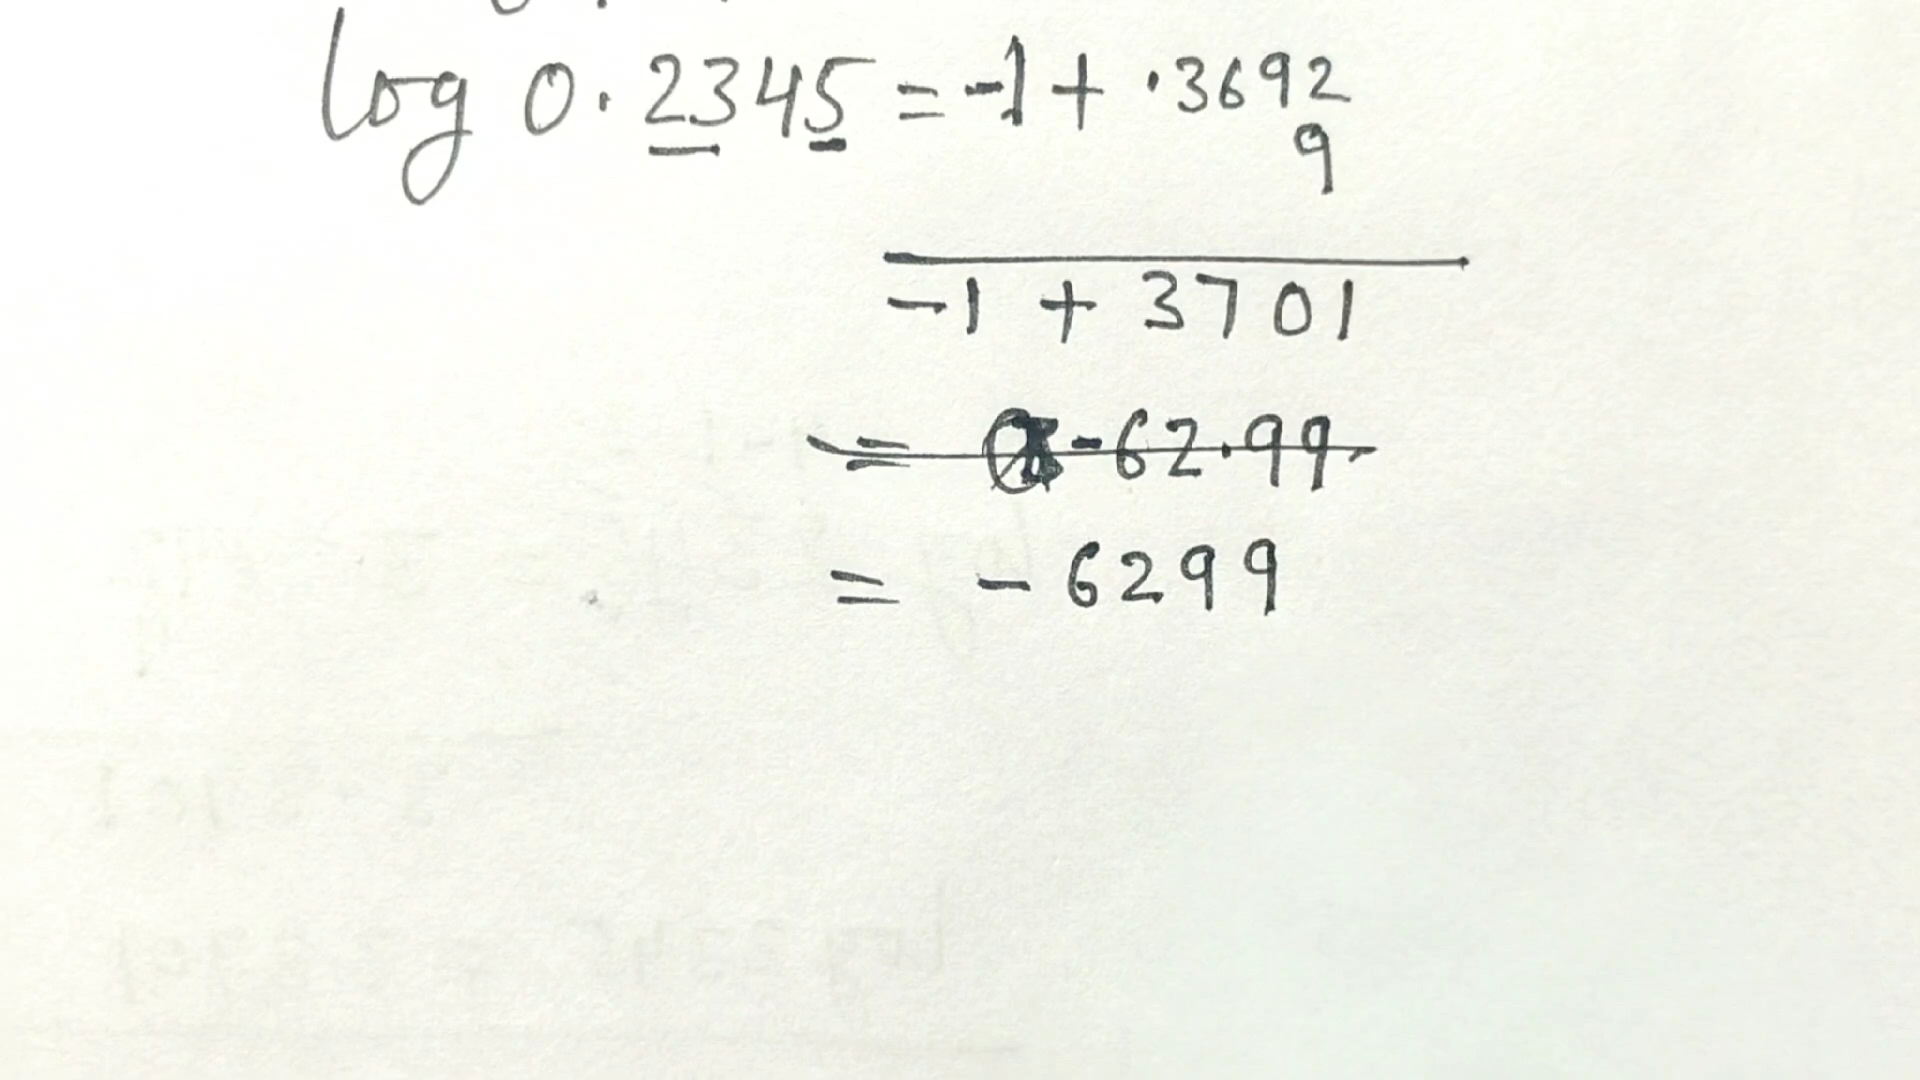 log 0.2345 = -1 + .3692
9
-1 + 3701
= -62.99
= - 6299